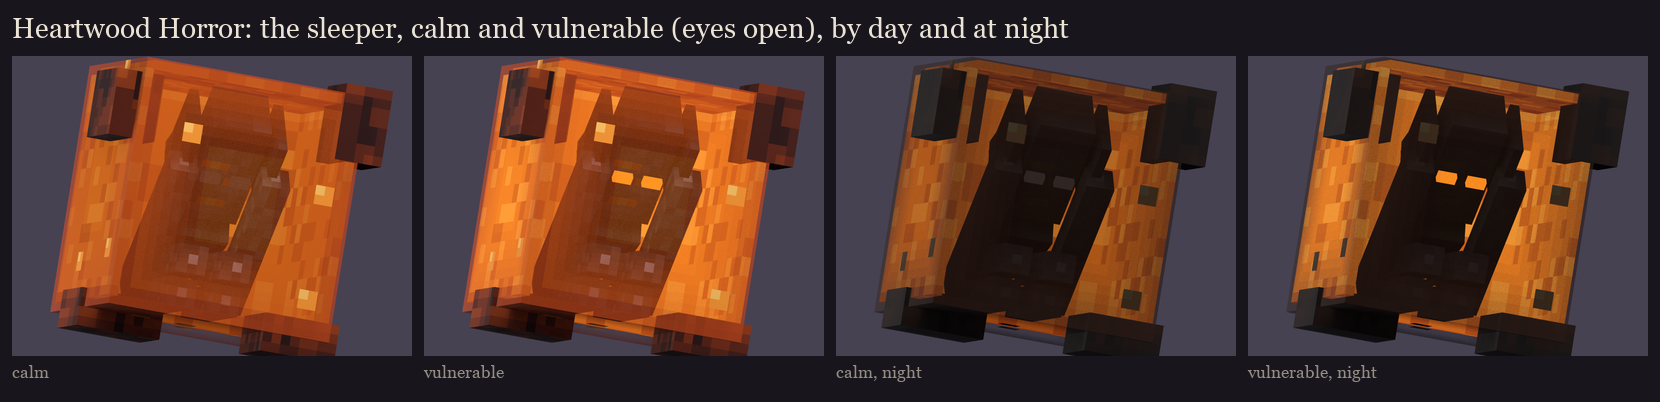 Heartwood Horror: the sleeper, calm and vulnerable (eyes open), by day and at night
calm
vulnerable
calm, night
vulnerable, night